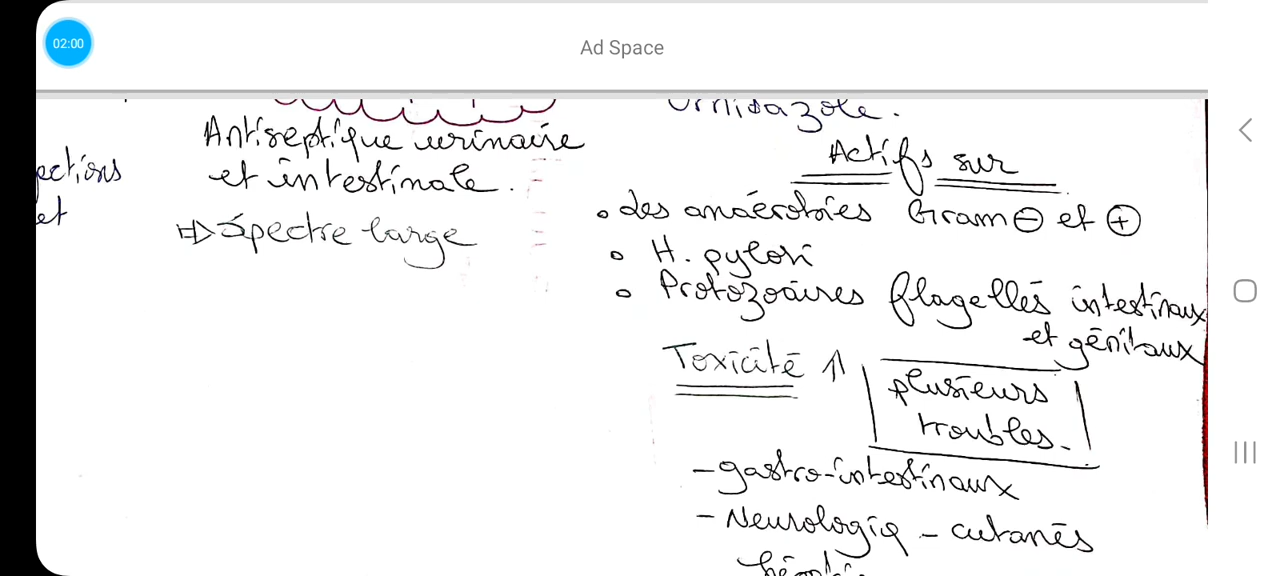 02:00
Ad Space
pections
et
Antiseptique urinaire
et intestinale.
⇒ Spectre large
Ornidazole.
Actifs sur
• des anaérobies Gram ⊖ et ⊕
• H. pylori
• Protozoaires flagellés intestinaux
et génitaux
Toxicité ⇑
plusieurs
troubles.
- gastro-intestinaux
- Neurologiq - cutanés